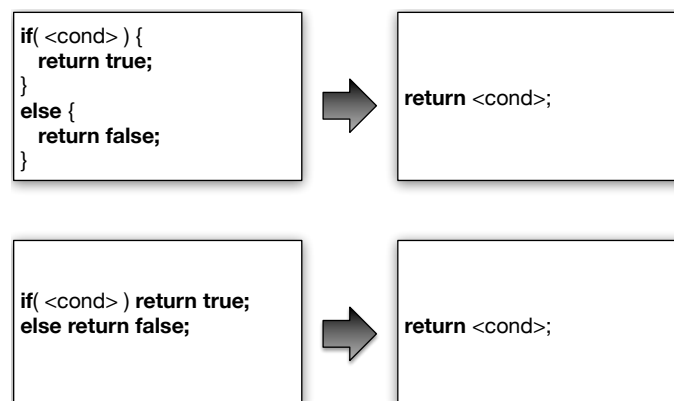 if( <cond> ) {
return true;
}
else {
return false;
}
return <cond>;
if( <cond> ) return true;
else return false;
return <cond>;